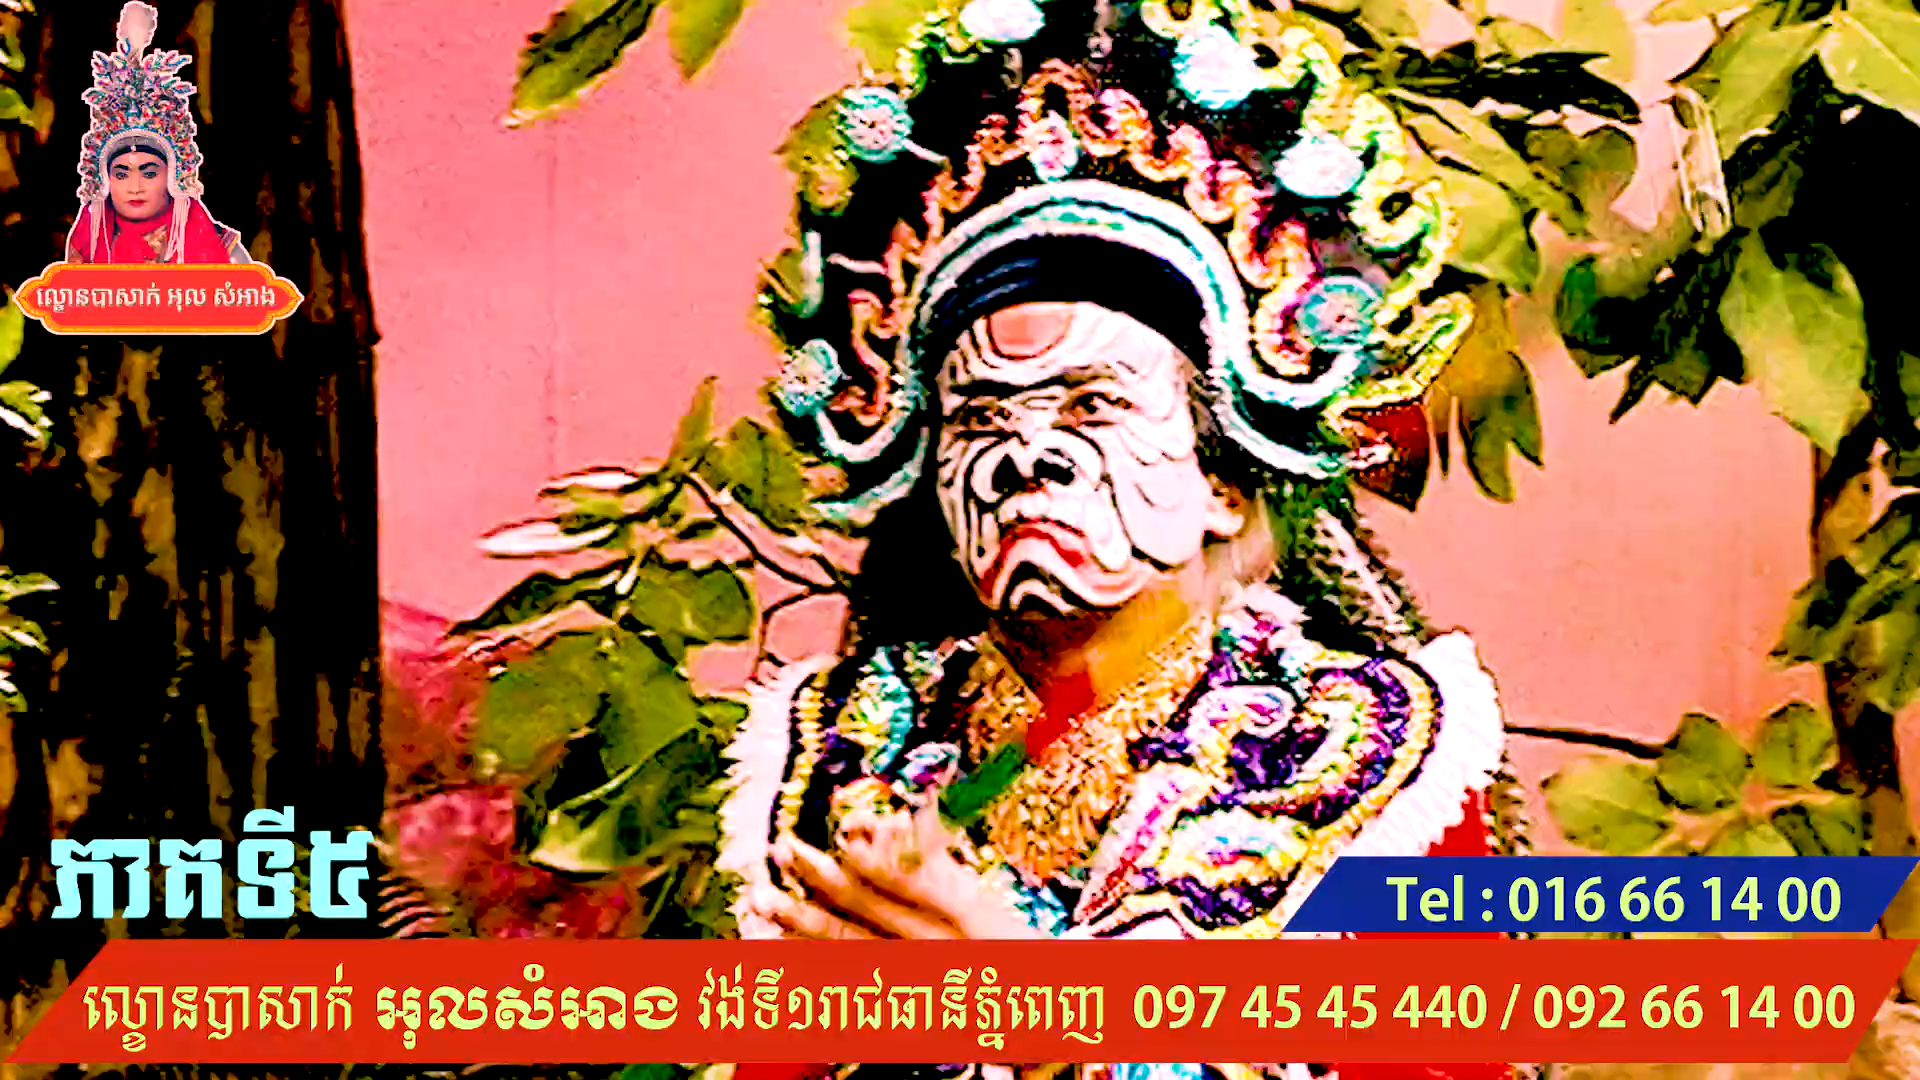 ល្ខោនបាសាក់ អុល សំអាង
ភាគទី៥
Tel : 016 66 14 00
ល្ខោនបាសាក់ អុលសំអាង វង់ទី១រាជធានីភ្នំពេញ 097 45 45 440 / 092 66 14 00